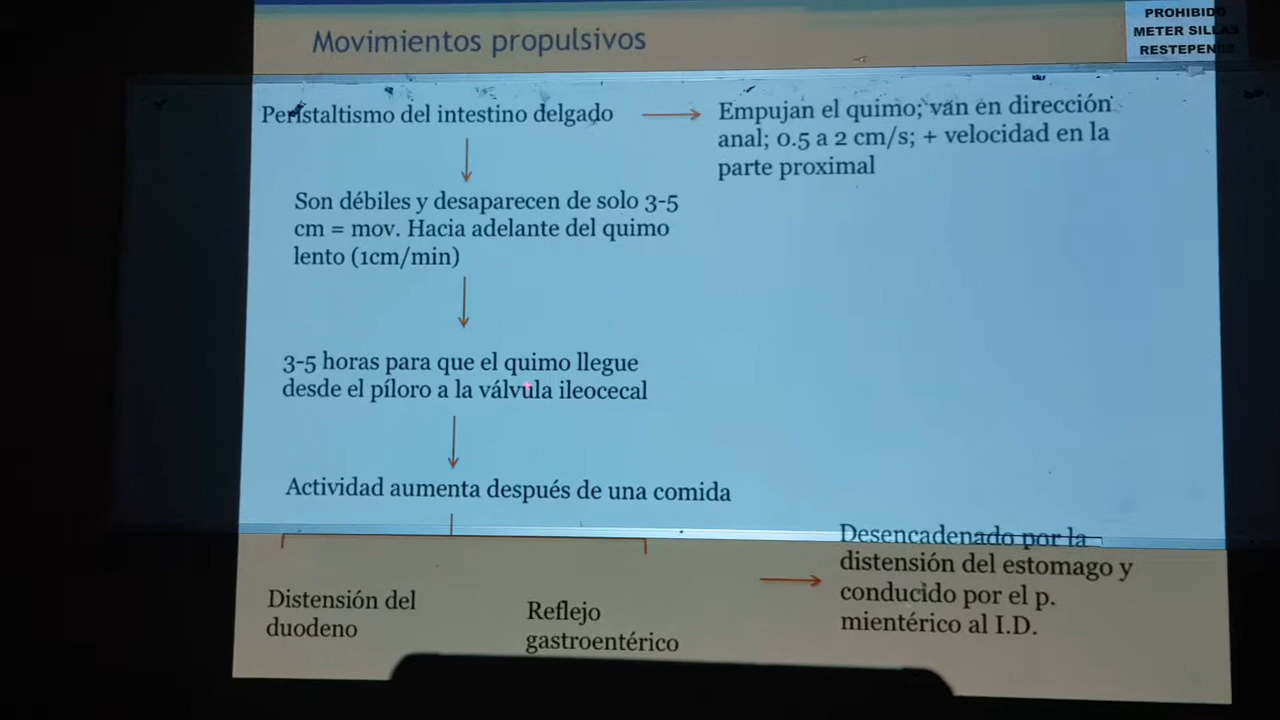 Movimientos propulsivos
PROHIBIDO
METER SILLAS
RESTEPEN!!!
Peristaltismo del intestino delgado
Empujan el quimo; van en dirección
anal; 0.5 a 2 cm/s; + velocidad en la
parte proximal
Son débiles y desaparecen de solo 3-5
cm = mov. Hacia adelante del quimo
lento (1cm/min)
3-5 horas para que el quimo llegue
desde el píloro a la válvula ileocecal
Actividad aumenta después de una comida
Distensión del
duodeno
Reflejo
gastroentérico
Desencadenado por la
distensión del estomago y
conducido por el p.
mientérico al I.D.